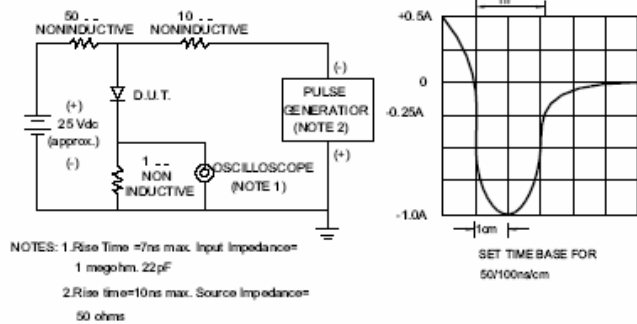 50 --
NONINDUCTIVE
10 --
NONINDUCTIVE
D.U.T.
(+)
25 Vdc
(approx.)
(-)
1 --
NON
INDUCTIVE
OSCILLOSCOPE
(NOTE 1)
(-)
PULSE
GENERATIOR
(NOTE 2)
(+)
+0.5A
0
-0.25A
-1.0A
1cm
SET TIME BASE FOR
50/100ns/cm
NOTES: 1.Rise Time =7ns max. Input Impedance=
1 megohm. 22pF
2.Rise time=10ns max. Source Impedance=
50 ohms